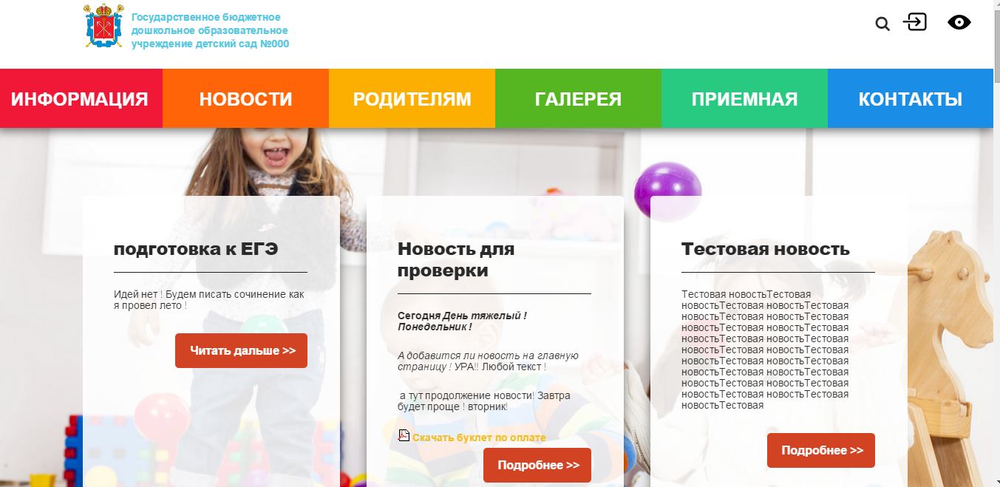 Государственное бюджетное
дошкольное образовательное
учреждение детский сад №000
ИНФОРМАЦИЯ НОВОСТИ РОДИТЕЛЯМ ГАЛЕРЕЯ ПРИЕМНАЯ КОНТАКТЫ
подготовка к ЕГЭ
Идей нет ! Будем писать сочинение как
я провел лето !
Читать дальше >>
Новость для
проверки
Сегодня День тяжелый !
Понедельник !
А добавится ли новость на главную
страницу ! УРА!! Любой текст !
а тут продолжение новости! Завтра
будет проще ! вторник!
Скачать буклет по оплате
Подробнее >>
Тестовая новость
Тестовая новостьТестовая
новостьТестовая новостьТестовая
новостьТестовая новостьТестовая
новостьТестовая новостьТестовая
новостьТестовая новостьТестовая
новостьТестовая новостьТестовая
новостьТестовая новостьТестовая
новостьТестовая новостьТестовая
новостьТестовая новостьТестовая
новостьТестовая новостьТестовая
новостьТестовая
Подробнее >>